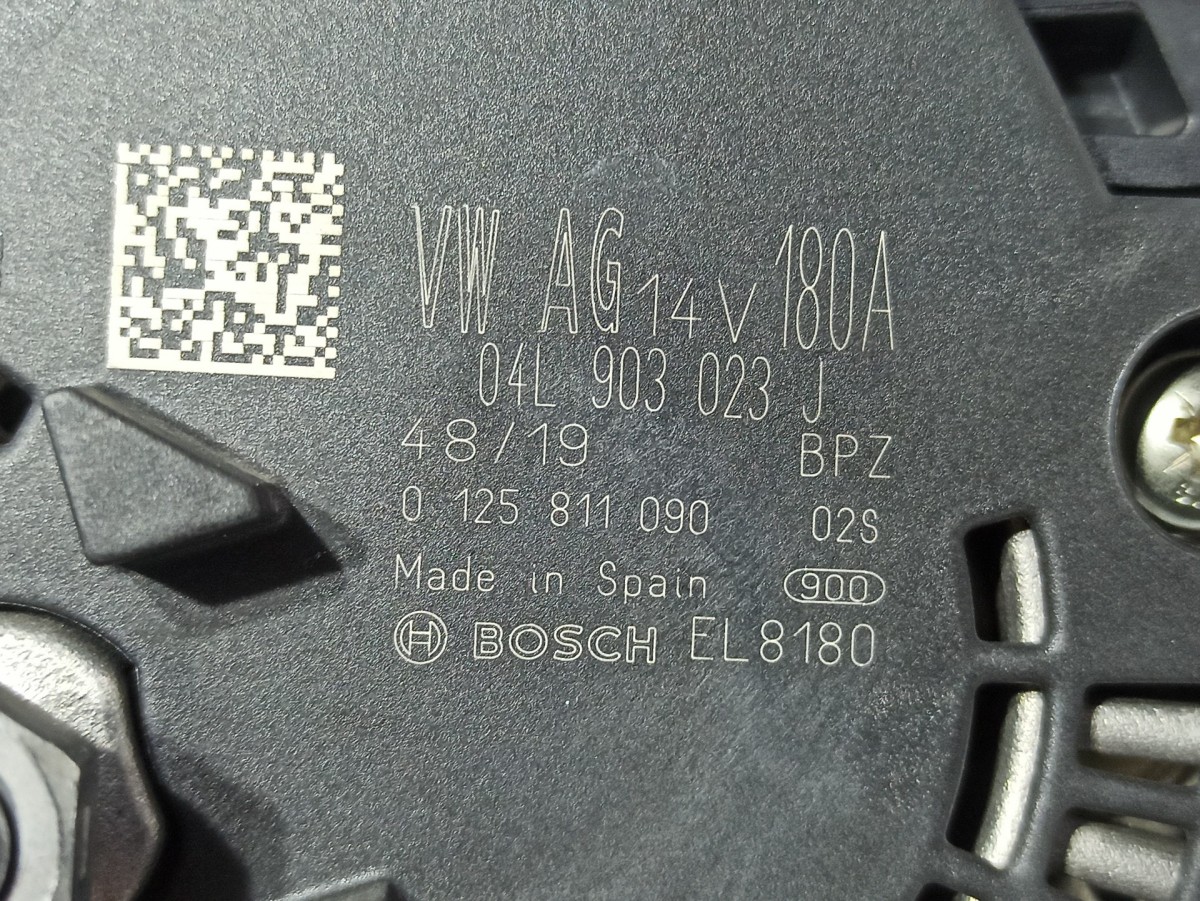 VW AG 14V 180A
04L 903 023 J
48/19 BPZ
0 125 811 090 02S
Made in Spain 900
BOSCH EL8180